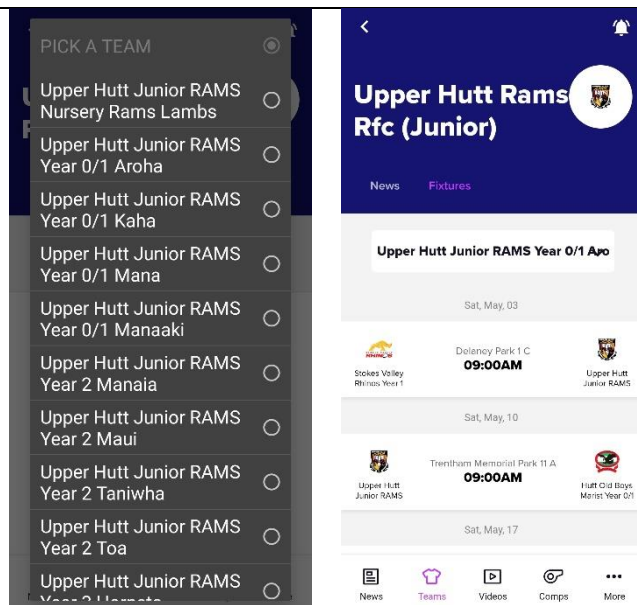 PICK A TEAM
Upper Hutt Junior RAMS
Nursery Rams Lambs
Upper Hutt Junior RAMS
Year 0/1 Aroha
Upper Hutt Junior RAMS
Year 0/1 Kaha
Upper Hutt Junior RAMS
Year 0/1 Mana
Upper Hutt Junior RAMS
Year 0/1 Manaaki
Upper Hutt Junior RAMS
Year 2 Manaia
Upper Hutt Junior RAMS
Year 2 Maui
Upper Hutt Junior RAMS
Year 2 Taniwha
Upper Hutt Junior RAMS
Year 2 Toa
Upper Hutt Junior RAMS
Upper Hutt Rams
Rfc (Junior)
News Fixtures
Upper Hutt Junior RAMS Year 0/1
Sat, May, 03
Delaney Park 1 C
09:00AM
Stokes Valley
Rhinos Year 1
Upper Hutt
Junior RAMS
Sat, May, 10
Trentham Memorial Park 11 A
09:00AM
Upper Hutt
Junior RAMS
Hutt Old Boys
Marist Year 0/1
Sat, May, 17
News Teams Videos Comps More